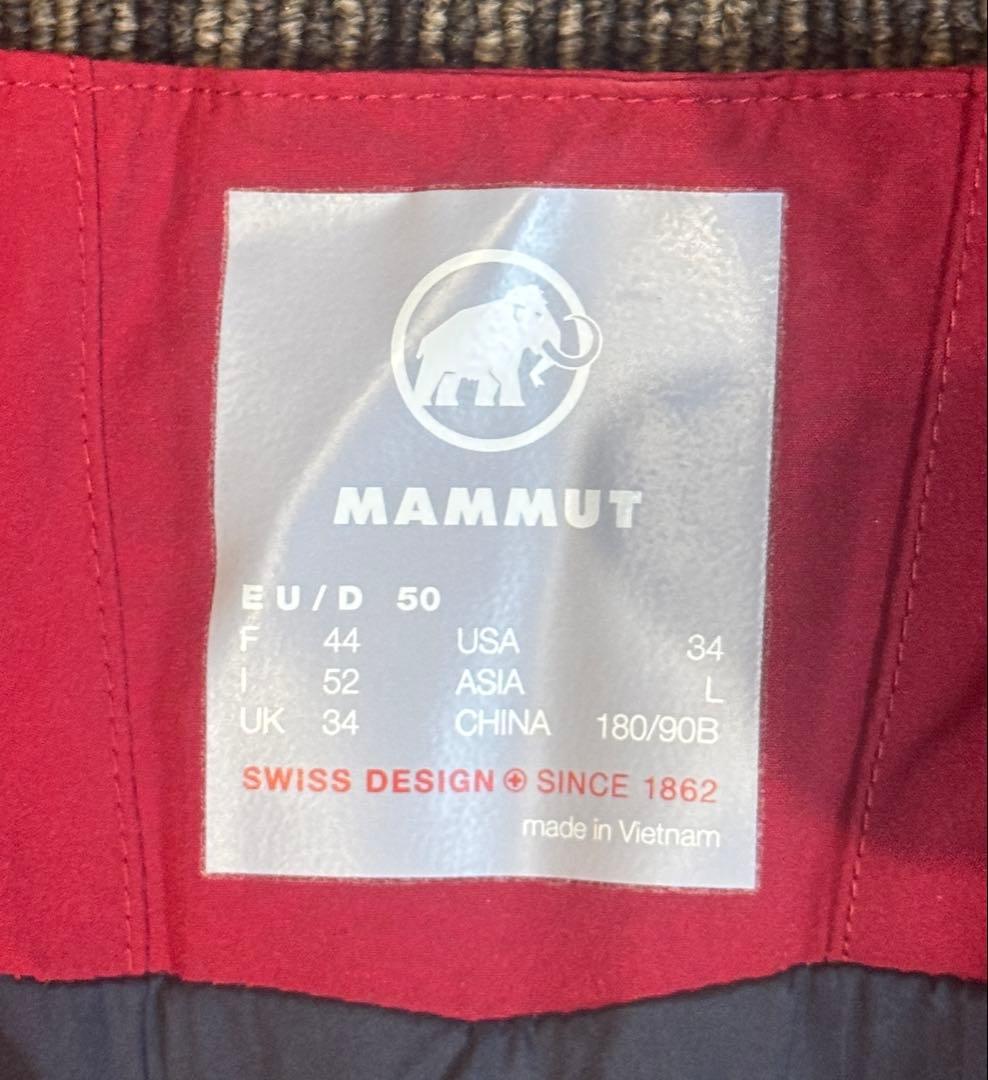 MAMMUT
EU/D 50
F 44 USA 34
I 52 ASIA L
UK 34 CHINA 180/90B
SWISS DESIGN SINCE 1862
made in Vietnam